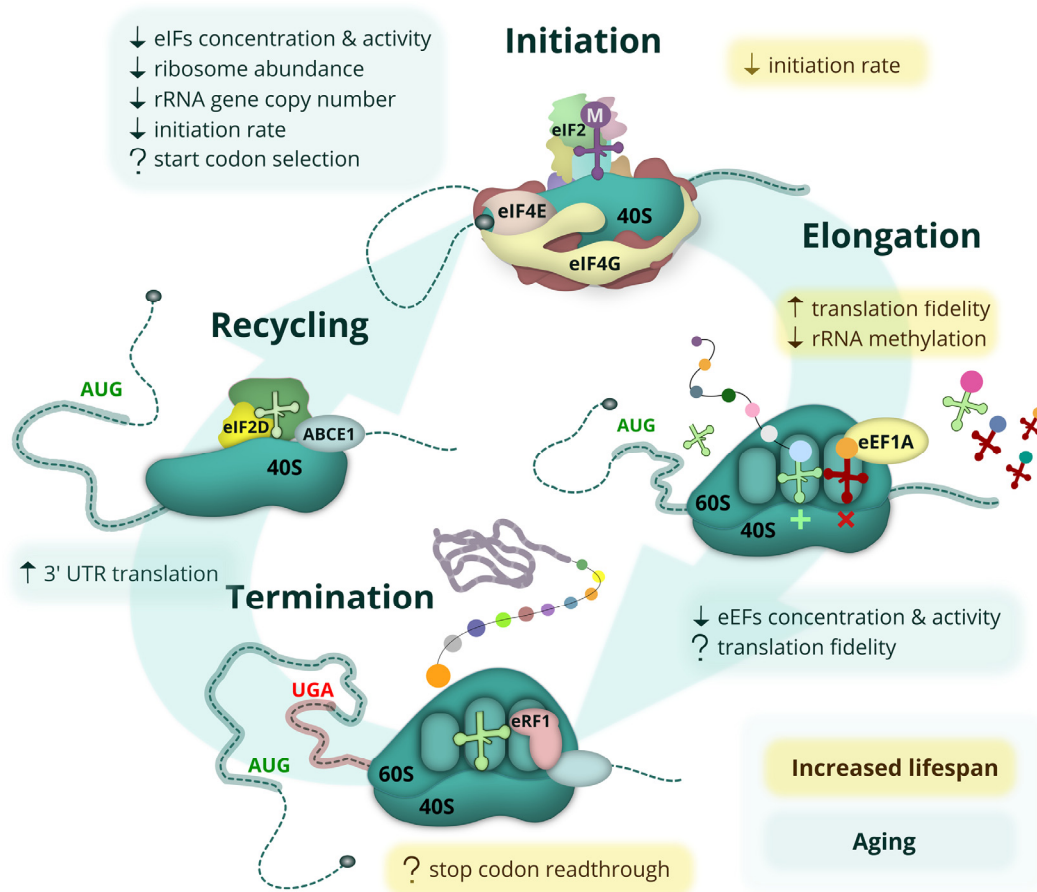 Initiation
↓ eIFs concentration & activity
↓ ribosome abundance
↓ rRNA gene copy number
↓ initiation rate
? start codon selection
↓ initiation rate
M
eIF2
eIF4E
40S
eIF4G
Elongation
↑ translation fidelity
↓ rRNA methylation
AUG
eEF1A
60S
40S
+
×
↓ eEFs concentration & activity
? translation fidelity
Recycling
AUG
eIF2D
ABCE1
40S
↑ 3' UTR translation
Termination
UGA
AUG
eRF1
60S
40S
? stop codon readthrough
Increased lifespan
Aging